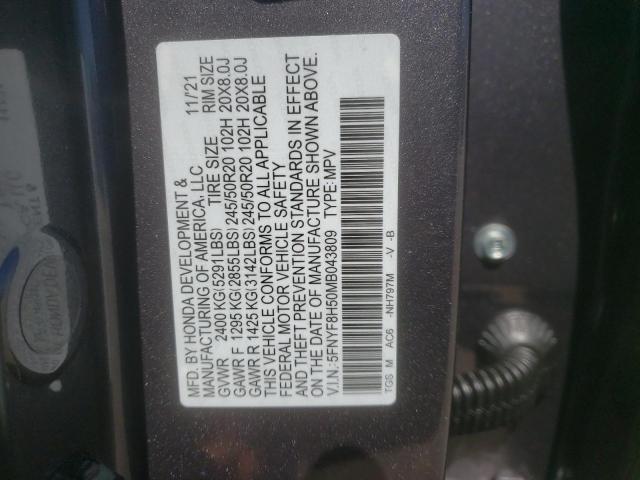 MFD. BY HONDA DEVELOPMENT & 11/'21
MANUFACTURING OF AMERICA, LLC
TIRE SIZE RIM SIZE
GVWR 2400 KG(5291LBS)
GAWR F 1295 KG(2855LBS) 245/50R20 102H 20X8.0J
GAWR R 1425 KG(3142LBS) 245/50R20 102H 20X8.0J
THIS VEHICLE CONFORMS TO ALL APPLICABLE
FEDERAL MOTOR VEHICLE SAFETY
AND THEFT PREVENTION STANDARDS IN EFFECT
ON THE DATE OF MANUFACTURE SHOWN ABOVE.
V.I.N.: 5FNYF8H50MB043809 TYPE: MPV
TGS M AC6 -NH797M -V -B